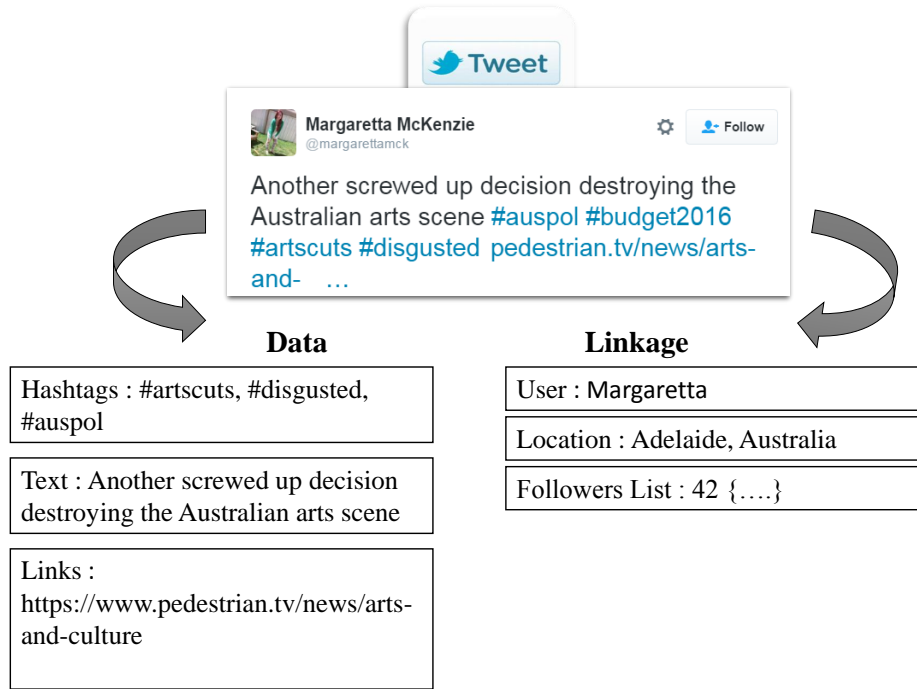 Tweet
Margaretta McKenzie
@margarettamck
Follow
Another screwed up decision destroying the
Australian arts scene #auspol #budget2016
#artscuts #disgusted pedestrian.tv/news/arts-
and- …
Data
Hashtags : #artscuts, #disgusted,
#auspol
Text : Another screwed up decision
destroying the Australian arts scene
Links :
https://www.pedestrian.tv/news/arts-
and-culture
Linkage
User : Margaretta
Location : Adelaide, Australia
Followers List : 42 {….}